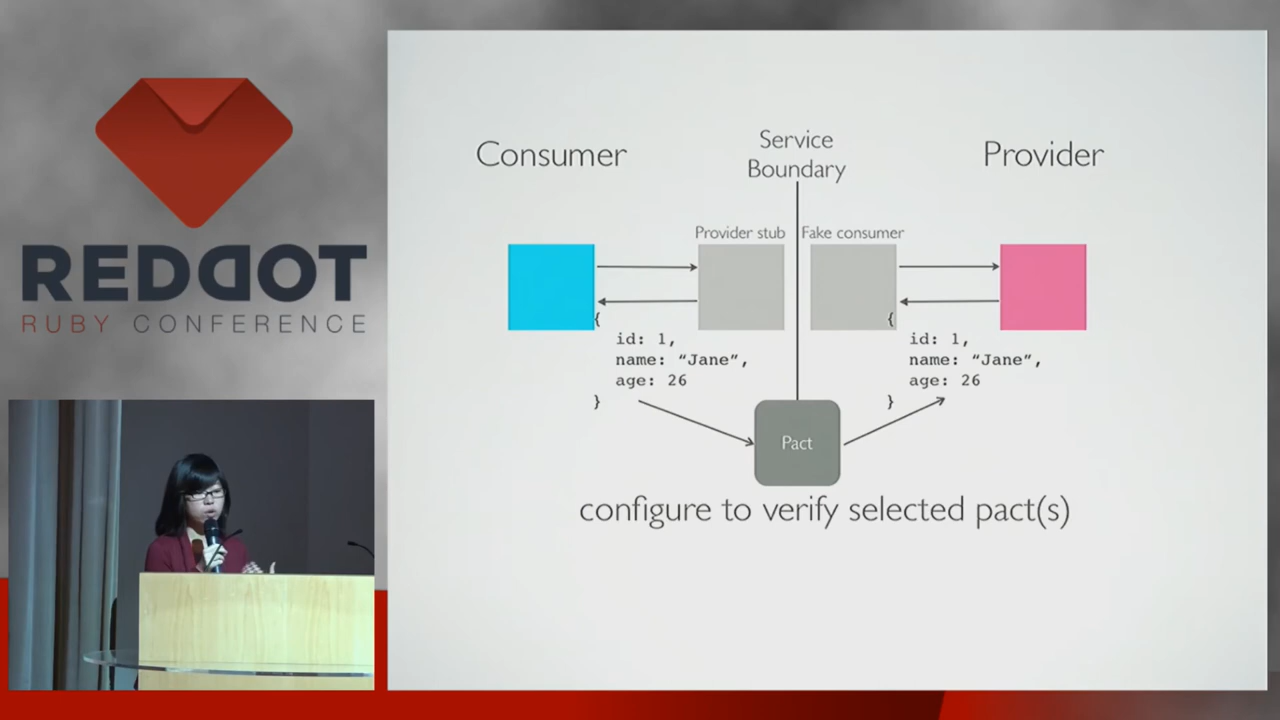 REDDOT
RUBY CONFERENCE
Consumer
Service
Boundary
Provider
Provider stub
Fake consumer
{
id: 1,
name: “Jane”,
age: 26
}
{
id: 1,
name: “Jane”,
age: 26
}
Pact
configure to verify selected pact(s)